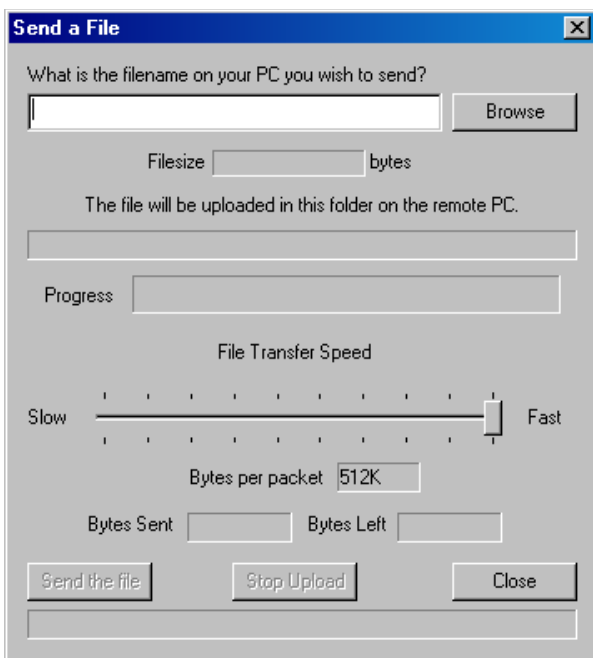 Send a File
What is the filename on your PC you wish to send?
Browse
Filesize bytes
The file will be uploaded in this folder on the remote PC.
Progress
File Transfer Speed
Slow Fast
Bytes per packet 512K
Bytes Sent Bytes Left
Send the file Stop Upload Close